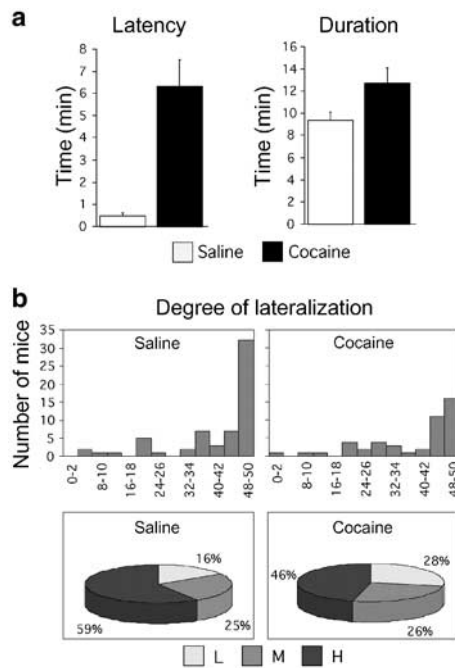 a
Latency
Duration
Time (min)
8
7
6
5
4
3
2
1
0
Time (min)
16
14
12
10
8
6
4
2
0
Saline
Cocaine
b
Degree of lateralization
Number of mice
35
30
25
20
15
10
5
0
Saline
Cocaine
0-2
8-10
16-18
24-26
32-34
40-42
48-50
0-2
8-10
16-18
24-26
32-34
40-42
48-50
Saline
16%
25%
59%
Cocaine
28%
26%
46%
L
M
H